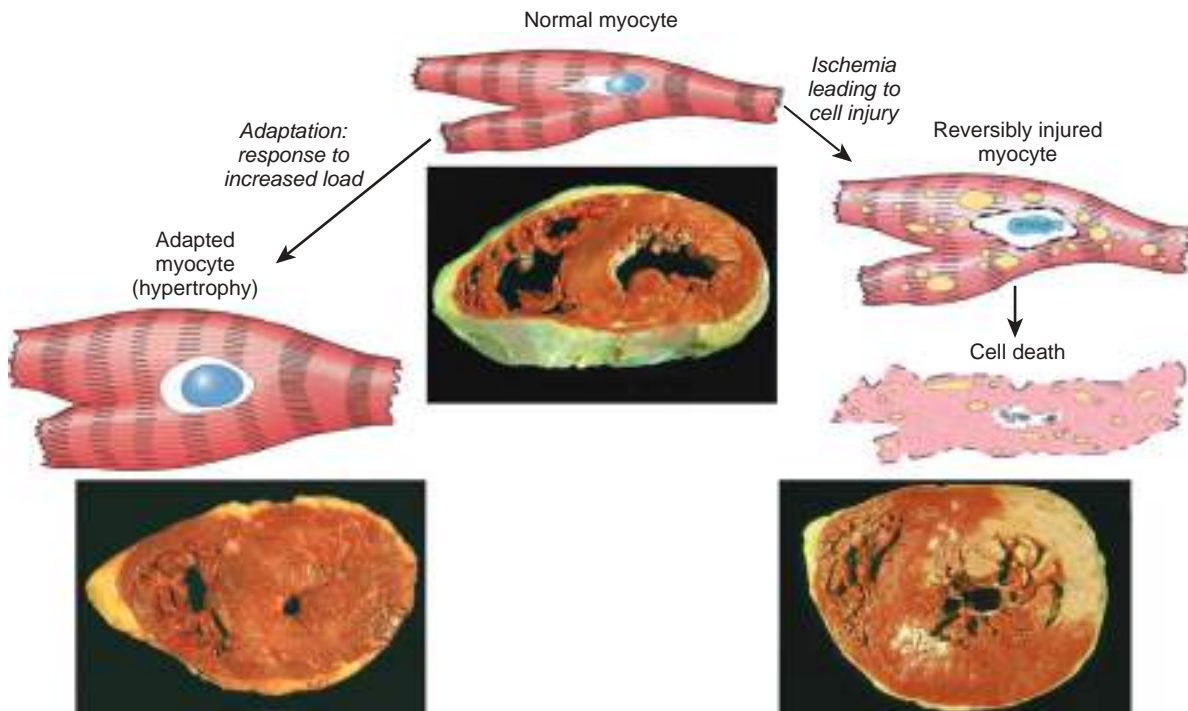 Normal myocyte
Adaptation:
response to
increased load
Ischemia
leading to
cell injury
Reversibly injured
myocyte
Adapted
myocyte
(hypertrophy)
Cell death